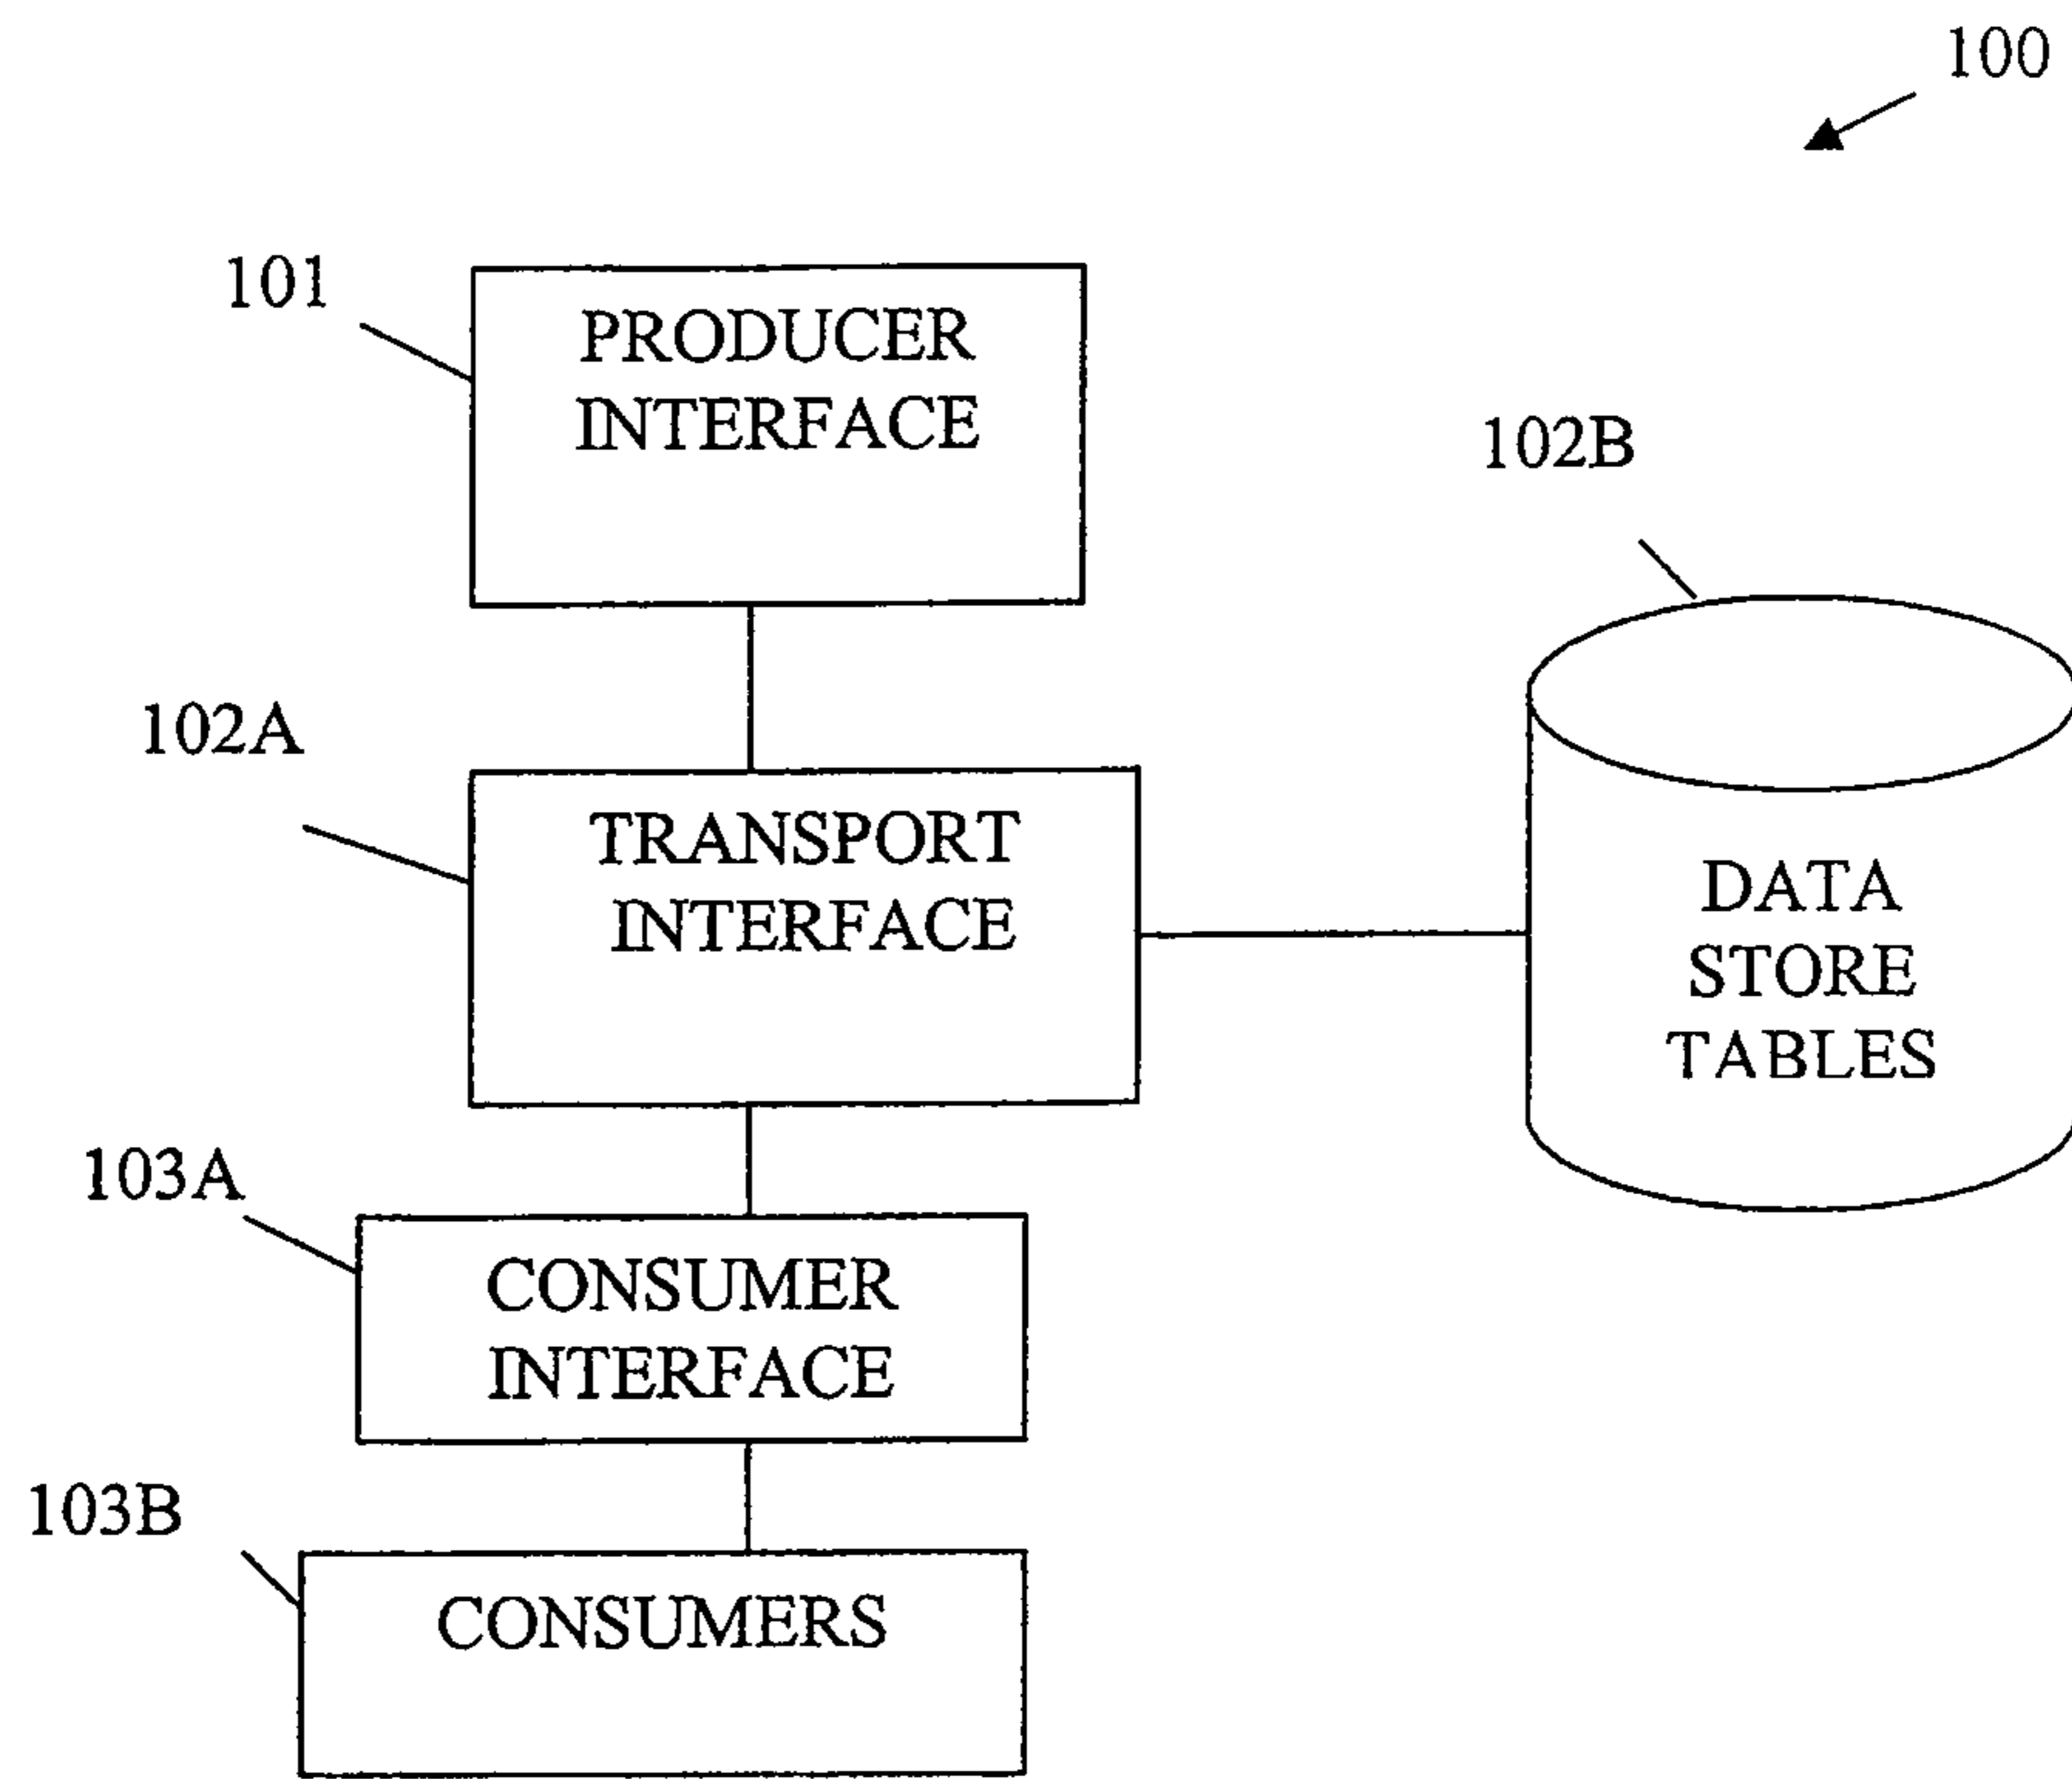 100
101
PRODUCER
INTERFACE
102B
102A
TRANSPORT
INTERFACE
DATA
STORE
TABLES
103A
CONSUMER
INTERFACE
103B
CONSUMERS